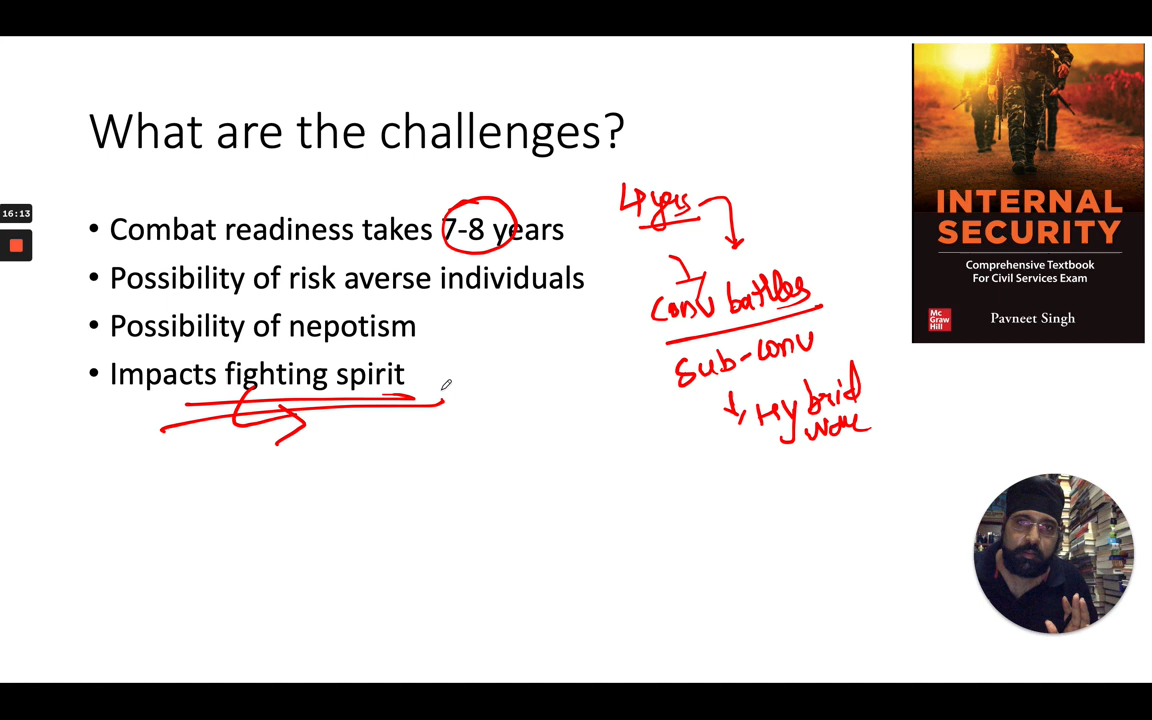 What are the challenges?
• Combat readiness takes 7-8 years
• Possibility of risk averse individuals
• Possibility of nepotism
• Impacts fighting spirit
4 yrs
Conv battles
Sub-conv
Hybrid
war
16:13
INTERNAL
SECURITY
Comprehensive Textbook
For Civil Services Exam
Mc
Graw
Hill
Pavneet Singh